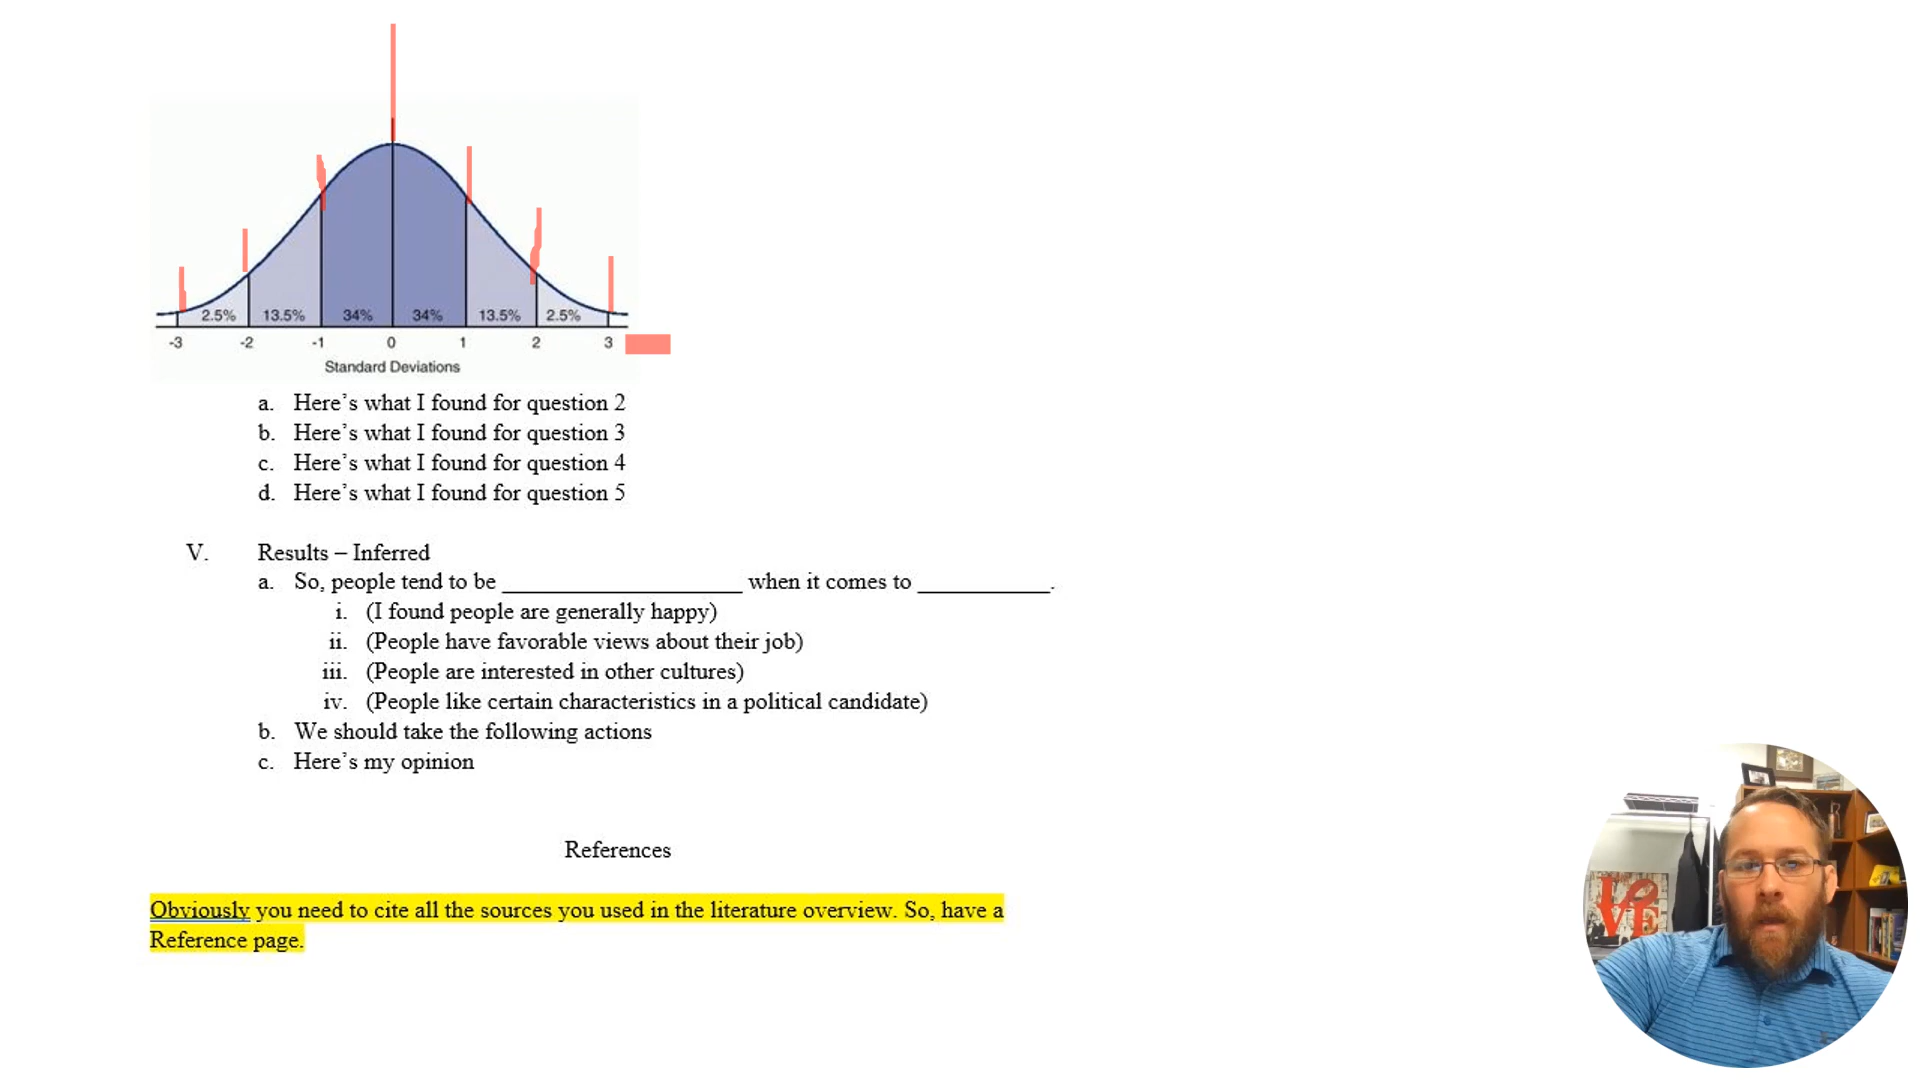 2.5% 13.5% 34% 34% 13.5% 2.5%
-3 -2 -1 0 1 2 3
Standard Deviations
a. Here's what I found for question 2
b. Here's what I found for question 3
c. Here's what I found for question 4
d. Here's what I found for question 5
V. Results – Inferred
a. So, people tend to be ____________________ when it comes to ___________.
i. (I found people are generally happy)
ii. (People have favorable views about their job)
iii. (People are interested in other cultures)
iv. (People like certain characteristics in a political candidate)
b. We should take the following actions
c. Here's my opinion
References
Obviously you need to cite all the sources you used in the literature overview. So, have a
Reference page.
LOVE